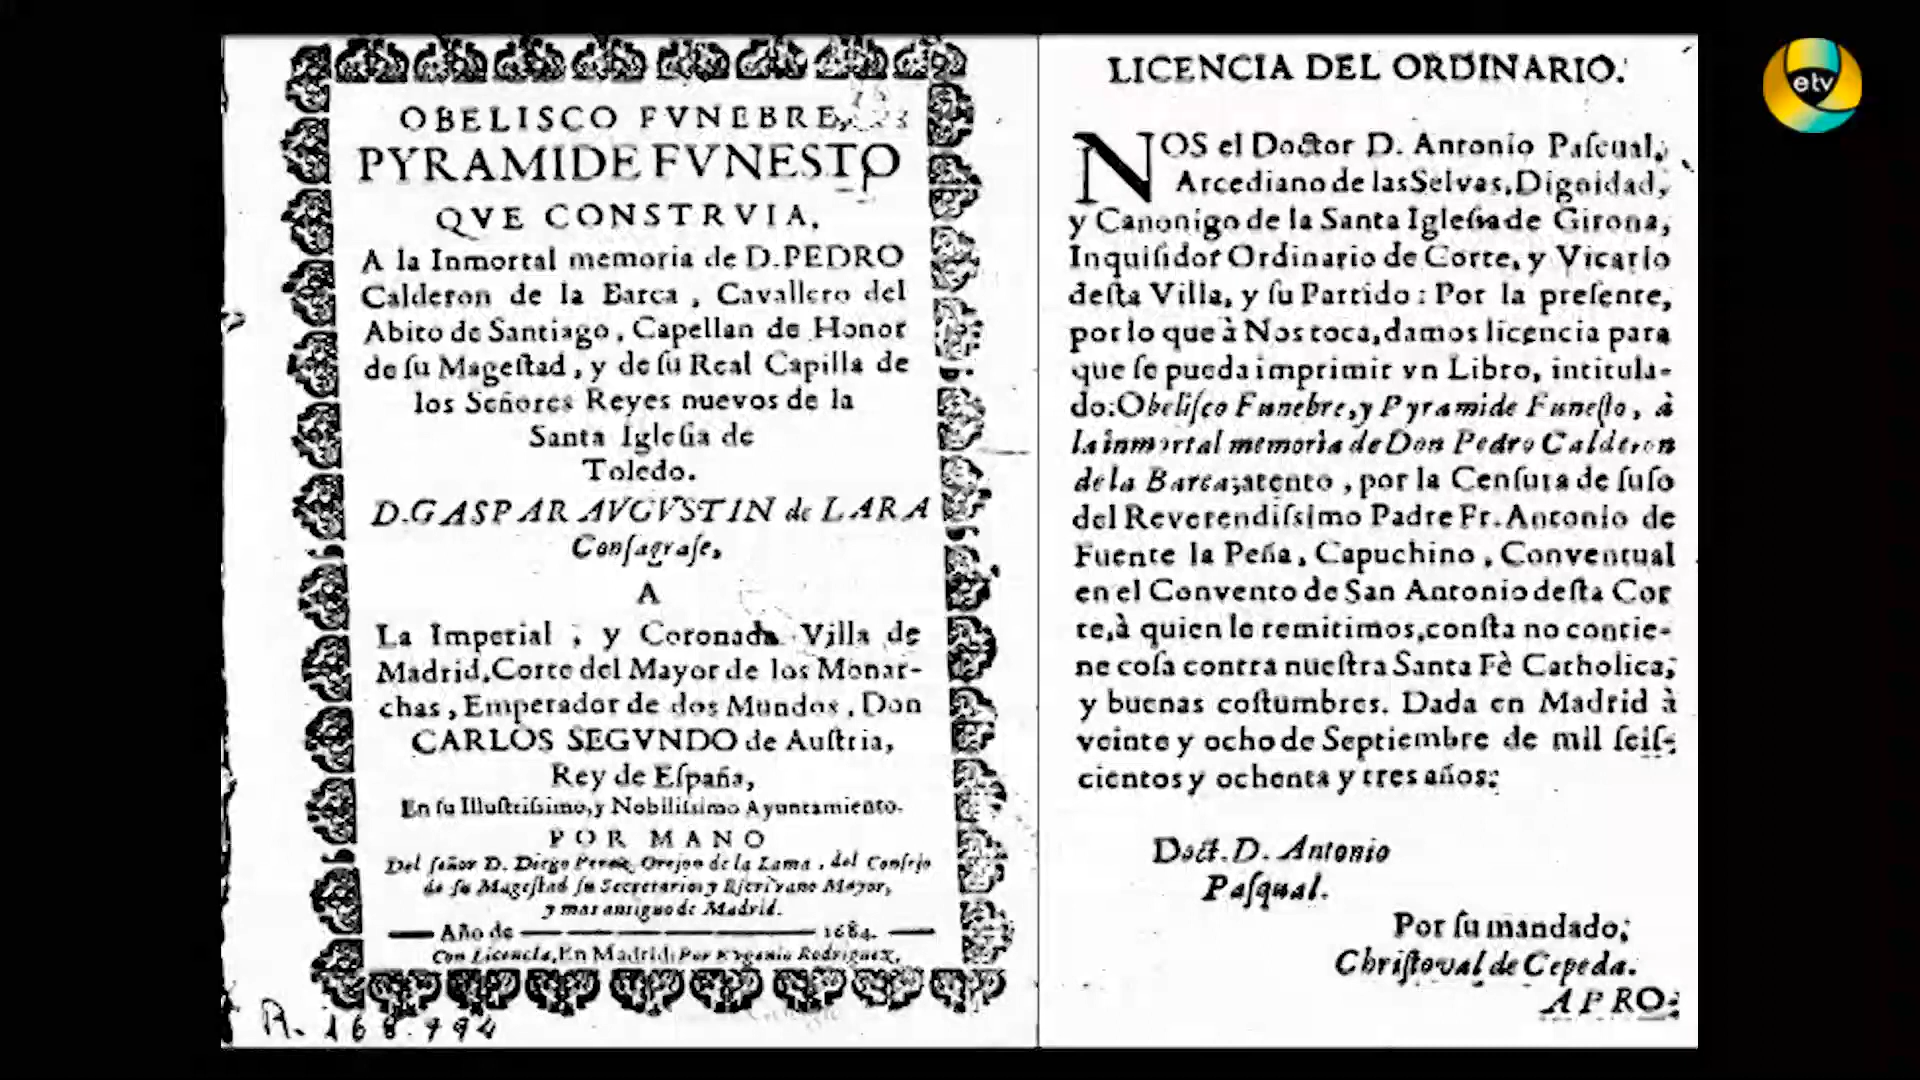 OBELISCO FVNEBRE,
PYRAMIDE FVNESTO
QVE CONSTRVIA,
A la Inmortal memoria de D.PEDRO
Calderon de la Barca, Cavallero del
Abito de Santiago, Capellan de Honor
de ſu Mageſtad, y de ſu Real Capilla de
los Señores Reyes nuevos de la
Santa Igleſia de
Toledo.
D.GASPAR AVGVSTIN de LARA
Conſagraſe,
A
La Imperial, y Coronada Villa de
Madrid, Corte del Mayor de los Monar-
chas, Emperador de dos Mundos, Don
CARLOS SEGVNDO de Auſtria,
Rey de Eſpaña,
En ſu Illuſtriſsimo, y Nobiliſsimo Ayuntamiento.
POR MANO
Del ſeñor D. Diego Perez Orejon de la Lama, del Conſejo
de ſu Mageſtad ſu Secretario, y Eſcrivano Mayor,
y mas antiguo de Madrid.
Año de 1684.
Con Licencia, En Madrid: Por Eugenio Rodriguez,
R. 168.794
LICENCIA DEL ORDINARIO.
NOS el Doctor D. Antonio Paſcual,
Arcediano de las Selvas, Dignidad,
y Canonigo de la Santa Igleſia de Girona,
Inquiſidor Ordinario de Corte, y Vicario
deſta Villa, y ſu Partido: Por la preſente,
por lo que à Nos toca, damos licencia para
que ſe pueda imprimir vn Libro, intitula-
do: Obeliſco Funebre, y Pyramide Funeſto, à
la inmortal memoria de Don Pedro Calderon
de la Barca; atento, por la Cenſura de ſuſo
del Reverendiſsimo Padre Fr. Antonio de
Fuente la Peña, Capuchino, Conventual
en el Convento de San Antonio deſta Cor
te, à quien le remitimos, conſta no contie-
ne coſa contra nueſtra Santa Fè Catholica;
y buenas coſtumbres. Dada en Madrid à
veinte y ocho de Septiembre de mil ſeiſ-
cientos y ochenta y tres años:
Doct. D. Antonio
Paſqual.
Por ſu mandado;
Chriſtoval de Cepeda.
APRO-
etv